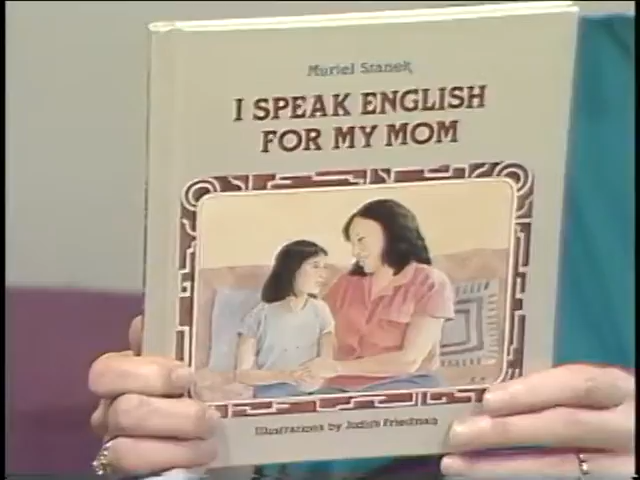 Muriel Stanek
I SPEAK ENGLISH
FOR MY MOM
Illustrations by Judith Friedman